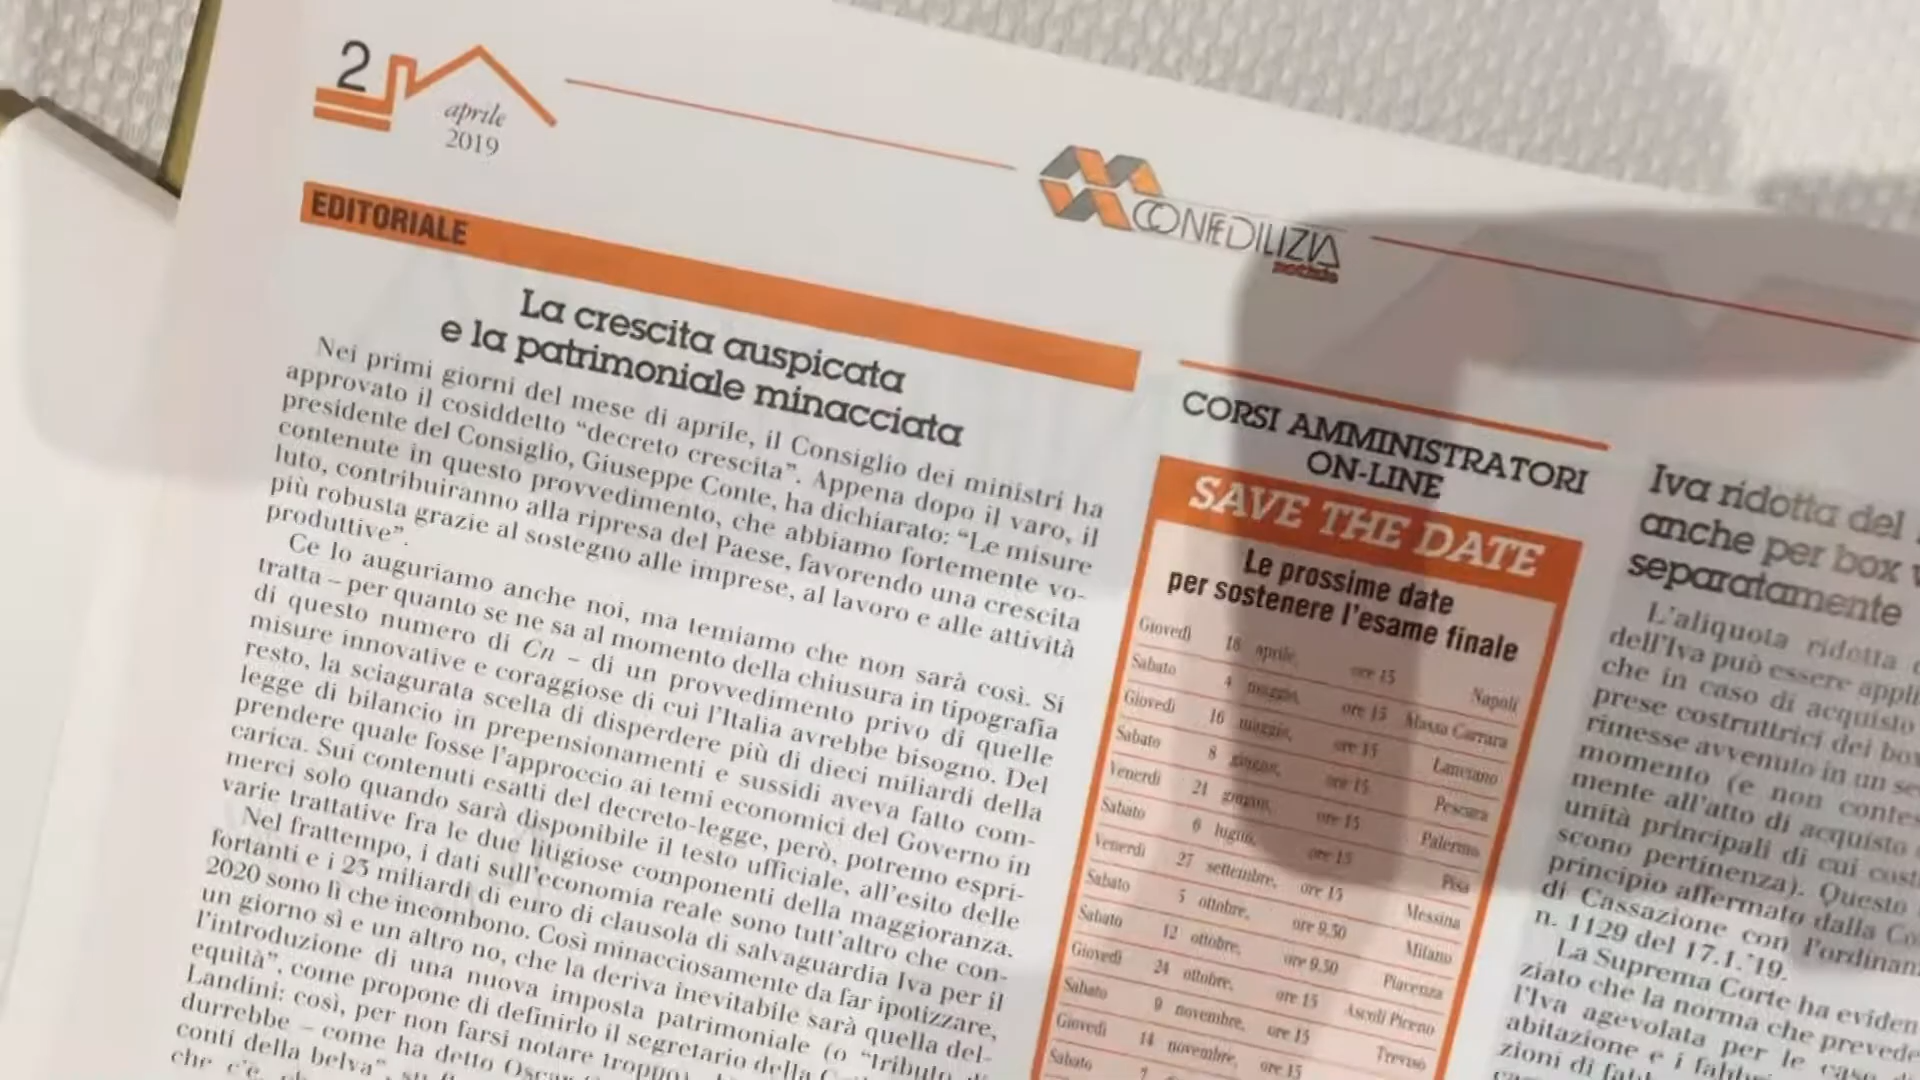 2
aprile
2019
CONFEDILIZIA
notizie
EDITORIALE
La crescita auspicata
e la patrimoniale minacciata
Nei primi giorni del mese di aprile, il Consiglio dei ministri ha
approvato il cosiddetto “decreto crescita”. Appena dopo il varo, il
presidente del Consiglio, Giuseppe Conte, ha dichiarato: “Le misure
contenute in questo provvedimento, che abbiamo fortemente vo-
luto, contribuiranno alla ripresa del Paese, favorendo una crescita
più robusta grazie al sostegno alle imprese, al lavoro e alle attività
produttive”.
Ce lo auguriamo anche noi, ma temiamo che non sarà così. Si
tratta – per quanto se ne sa al momento della chiusura in tipografia
di questo numero di Cn – di un provvedimento privo di quelle
misure innovative e coraggiose di cui l’Italia avrebbe bisogno. Del
resto, la sciagurata scelta di disperdere più di dieci miliardi della
legge di bilancio in prepensionamenti e sussidi aveva fatto com-
prendere quale fosse l’approccio ai temi economici del Governo in
carica. Sui contenuti esatti del decreto-legge, però, potremo espri-
merci solo quando sarà disponibile il testo ufficiale, all’esito delle
varie trattative fra le due litigiose componenti della maggioranza.
Nel frattempo, i dati sull’economia reale sono tutt’altro che con-
fortanti e i 23 miliardi di euro di clausola di salvaguardia Iva per il
2020 sono lì che incombono. Così minacciosamente da far ipotizzare,
un giorno sì e un altro no, che la deriva inevitabile sarà quella del-
l’introduzione di una nuova imposta patrimoniale (o “tributo di
equità”, come propone di definirlo il segretario della
Landini: così, per non farsi notare troppo).
durrebbe – come ha detto Oscar
conti della belva”, su
che c’è,
CORSI AMMINISTRATORI
ON-LINE
SAVE THE DATE
Le prossime date
per sostenere l’esame finale
Giovedì 18 aprile, ore 15 Napoli
Sabato 4 maggio, ore 15 Massa Carrara
Giovedì 16 maggio, ore 15 Lanciano
Sabato 8 giugno, ore 15 Pescara
Venerdì 21 giugno, ore 15 Palermo
Sabato 6 luglio, ore 15 Pisa
Venerdì 27 settembre, ore 15 Messina
Sabato 5 ottobre, ore 9.30 Milano
Sabato 12 ottobre, ore 9.30 Piacenza
Giovedì 24 ottobre, ore 15 Ascoli Piceno
Sabato 9 novembre, ore 15 Treviso
Giovedì 14 novembre, ore 15
Sabato
Iva ridotta del
anche per box
separatamente
L’aliquota ridotta
dell’Iva può essere appli
che in caso di acquisto
prese costruttrici dei box
rimesse avvenuto in un se
momento (e non contes
mente all’atto di acquisto
unità principali di cui costi
scono pertinenza). Questo
principio affermato dalla Co
di Cassazione con l’ordinan
n. 1129 del 17.1.’19.
La Suprema Corte ha eviden
ziato che la norma che prevede
l’Iva agevolata per le case
abitazione e i fabbri
zioni di fabb